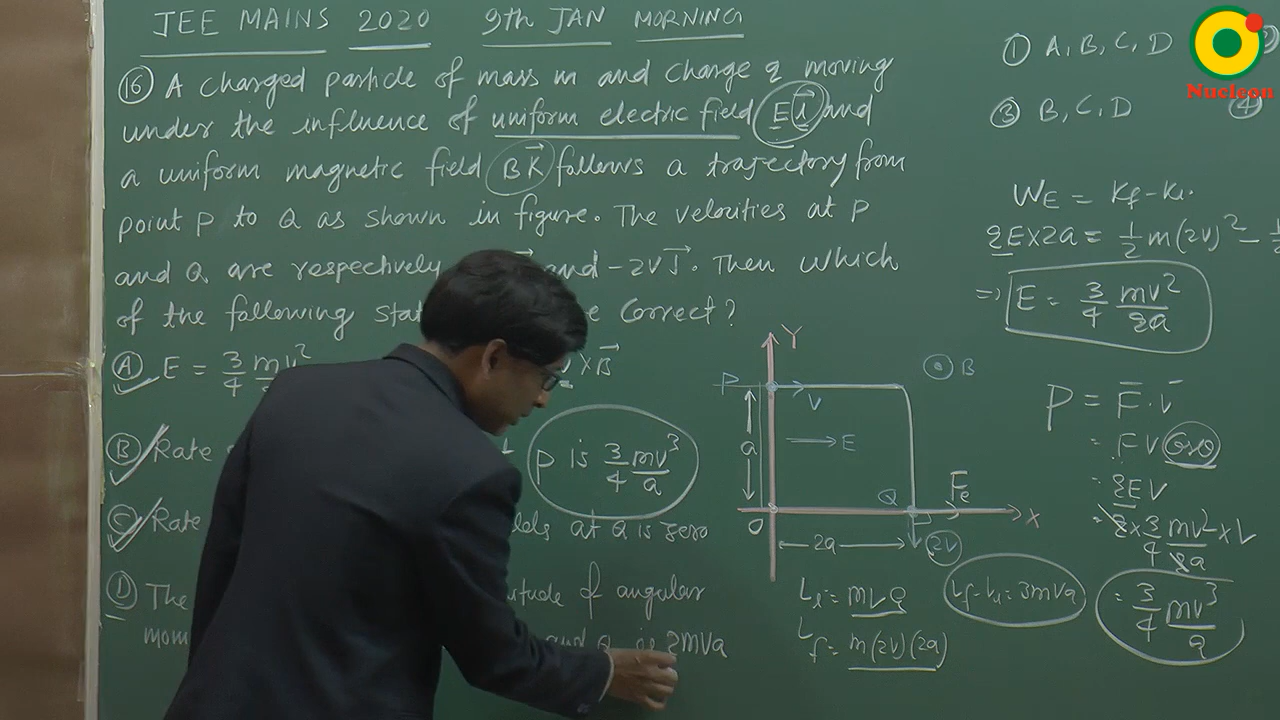 JEE MAINS 2020 9th JAN MORNING
(16) A charged particle of mass m and charge q moving
under the influence of uniform electric field E i⃗ and
a uniform magnetic field B K⃗ follows a trajectory from
point P to Q as shown in figure. The velocities at P
and Q are respectively and -2v J⃗. Then which
of the following correct?
(A) E = 3/4 mv² × B⃗
(B) Rate P is 3/4 mv³/a
(C) Rate at Q is zero
(D) The of angular
and Q is 2mva
(1) A, B, C, D
(3) B, C, D
(4)
Nucleon
W_E = K_f - K_i.
qE×2a = 1/2 m(2v)² -
⇒ E = 3/4 mv²/qa
P = F̄ · v̄
= FV cos0
= qEV
= q × 3/4 mv²/qa × V
= 3/4 mv³/a
Y
B
P
V
a
E
F_e
Q
O
X
2a
2V
L_i = mva
L_f = m(2v)(2a)
L_f - L_i = 3mva